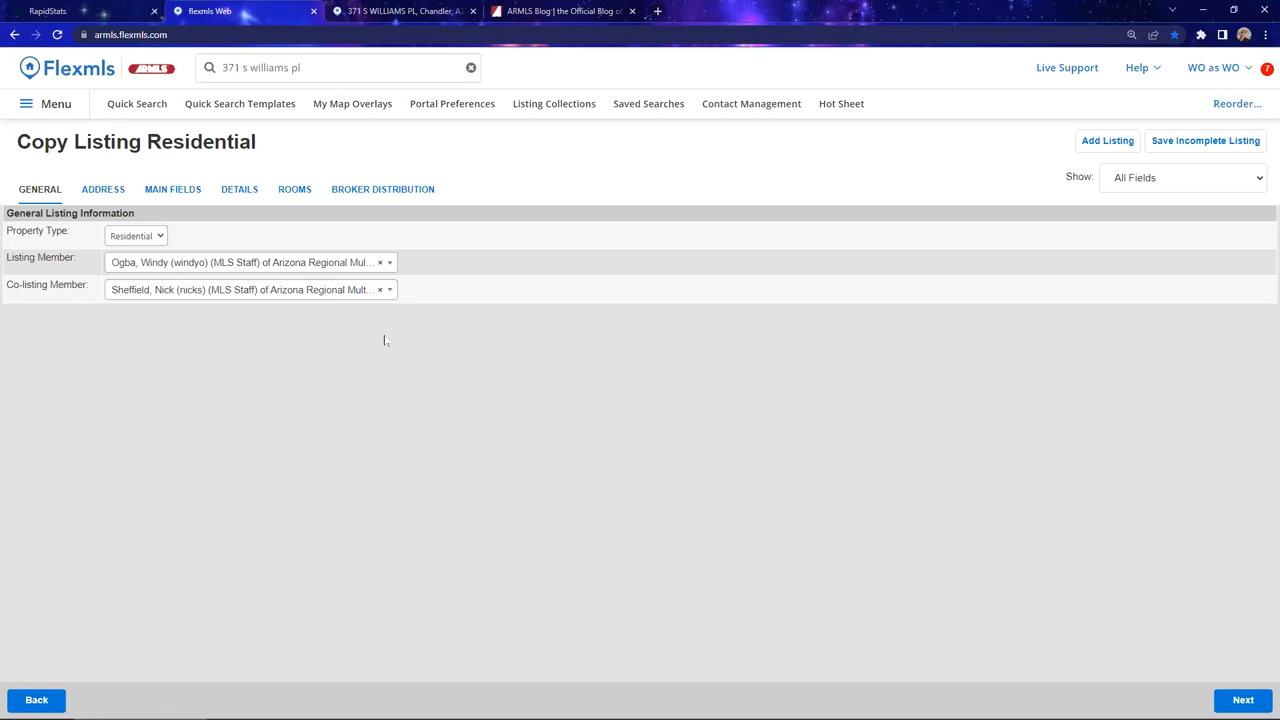 RapidStats
flexmls Web
371 S WILLIAMS PL, Chandler, AZ
ARMLS Blog | the Official Blog of
armls.flexmls.com
Flexmls
ARMLS
371 s williams pl
Live Support
Help
WO as WO
7
Menu
Quick Search
Quick Search Templates
My Map Overlays
Portal Preferences
Listing Collections
Saved Searches
Contact Management
Hot Sheet
Reorder...
Copy Listing Residential
Add Listing
Save Incomplete Listing
GENERAL
ADDRESS
MAIN FIELDS
DETAILS
ROOMS
BROKER DISTRIBUTION
Show:
All Fields
General Listing Information
Property Type:
Residential
Listing Member:
Ogba, Windy (windyo) (MLS Staff) of Arizona Regional Mul...
Co-listing Member:
Sheffield, Nick (nicks) (MLS Staff) of Arizona Regional Mult...
Back
Next